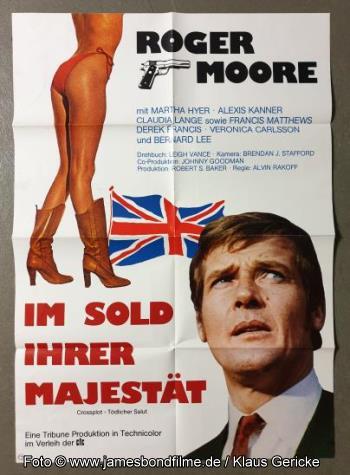 ROGER
MOORE
mit MARTHA HYER · ALEXIS KANNER
CLAUDIA LANGE sowie FRANCIS MATTHEWS
DEREK FRANCIS · VERONICA CARLSSON
und BERNARD LEE
Drehbuch: LEIGH VANCE · Kamera: BRENDAN J. STAFFORD
Co-Produktion: JOHNNY GOODMAN
Produktion: ROBERT S. BAKER · Regie: ALVIN RAKOFF
IM SOLD
IHRER
MAJESTÄT
Crossplot - Tödlicher Salut
Eine Tribune Produktion in Technicolor
im Verleih der cic
Foto © www.jamesbondfilme.de / Klaus Gericke